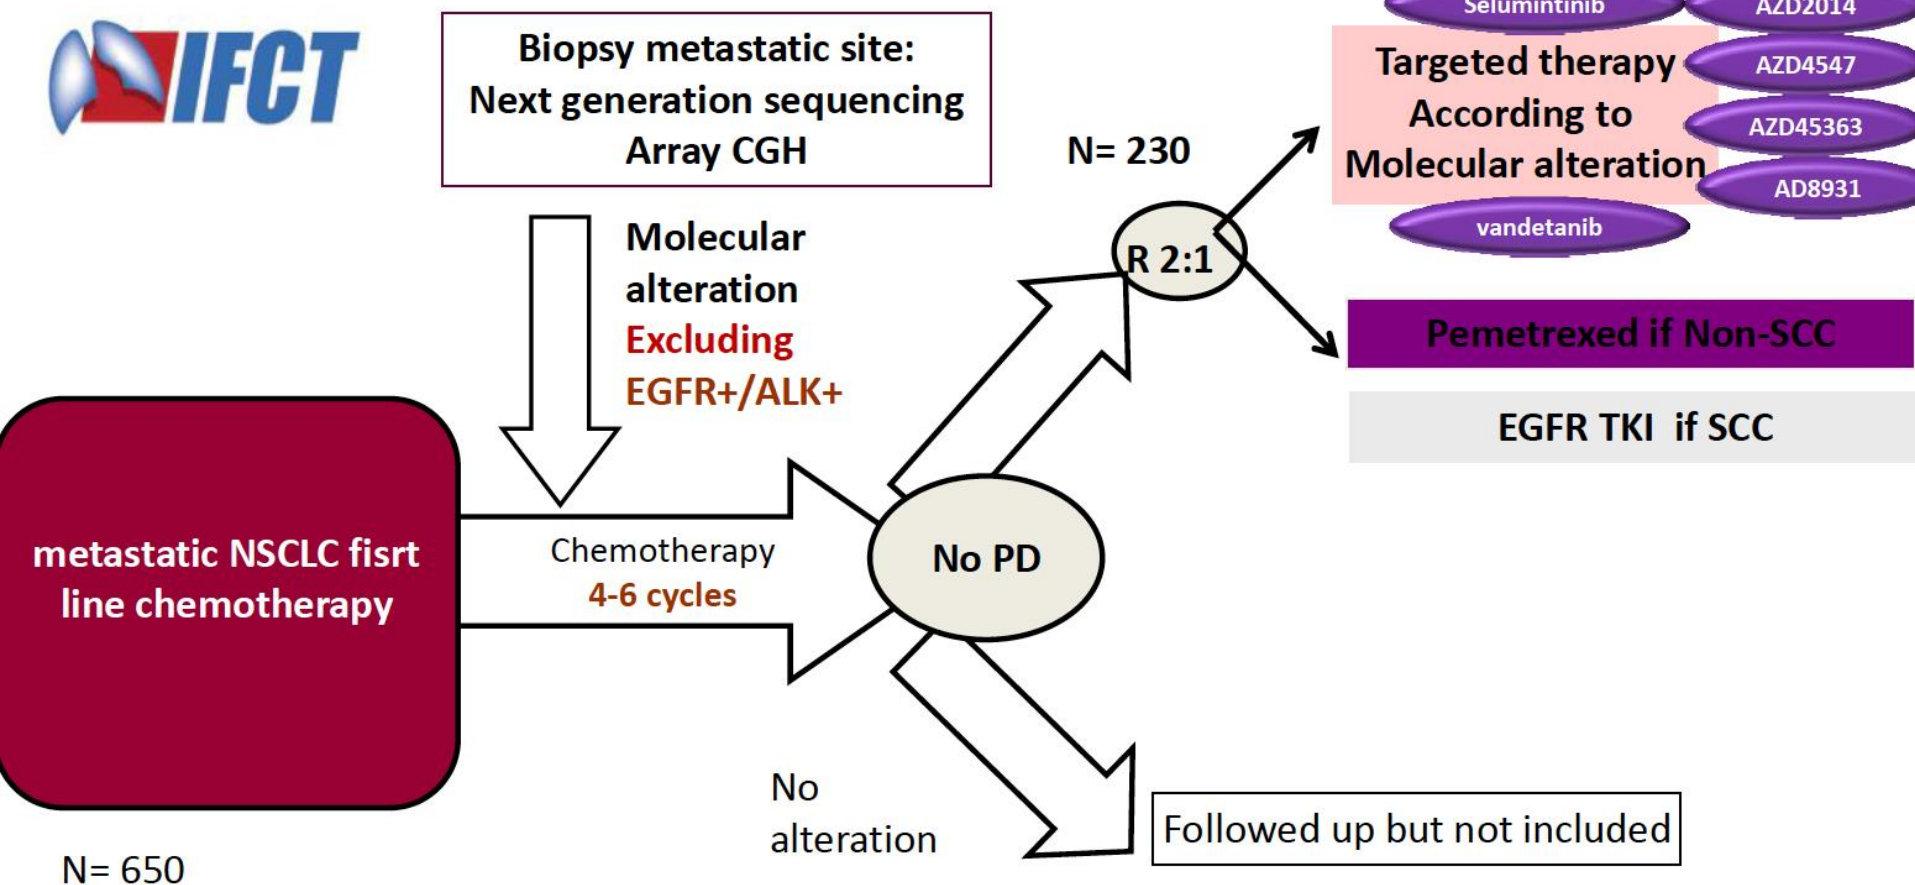 IFCT
Biopsy metastatic site:
Next generation sequencing
Array CGH
Molecular
alteration
Excluding
EGFR+/ALK+
N= 230
R 2:1
Selumintinib
AZD2014
AZD4547
AZD45363
AD8931
Targeted therapy
According to
Molecular alteration
vandetanib
Pemetrexed if Non-SCC
EGFR TKI if SCC
metastatic NSCLC fisrt
line chemotherapy
Chemotherapy
4-6 cycles
No PD
No
alteration
Followed up but not included
N= 650